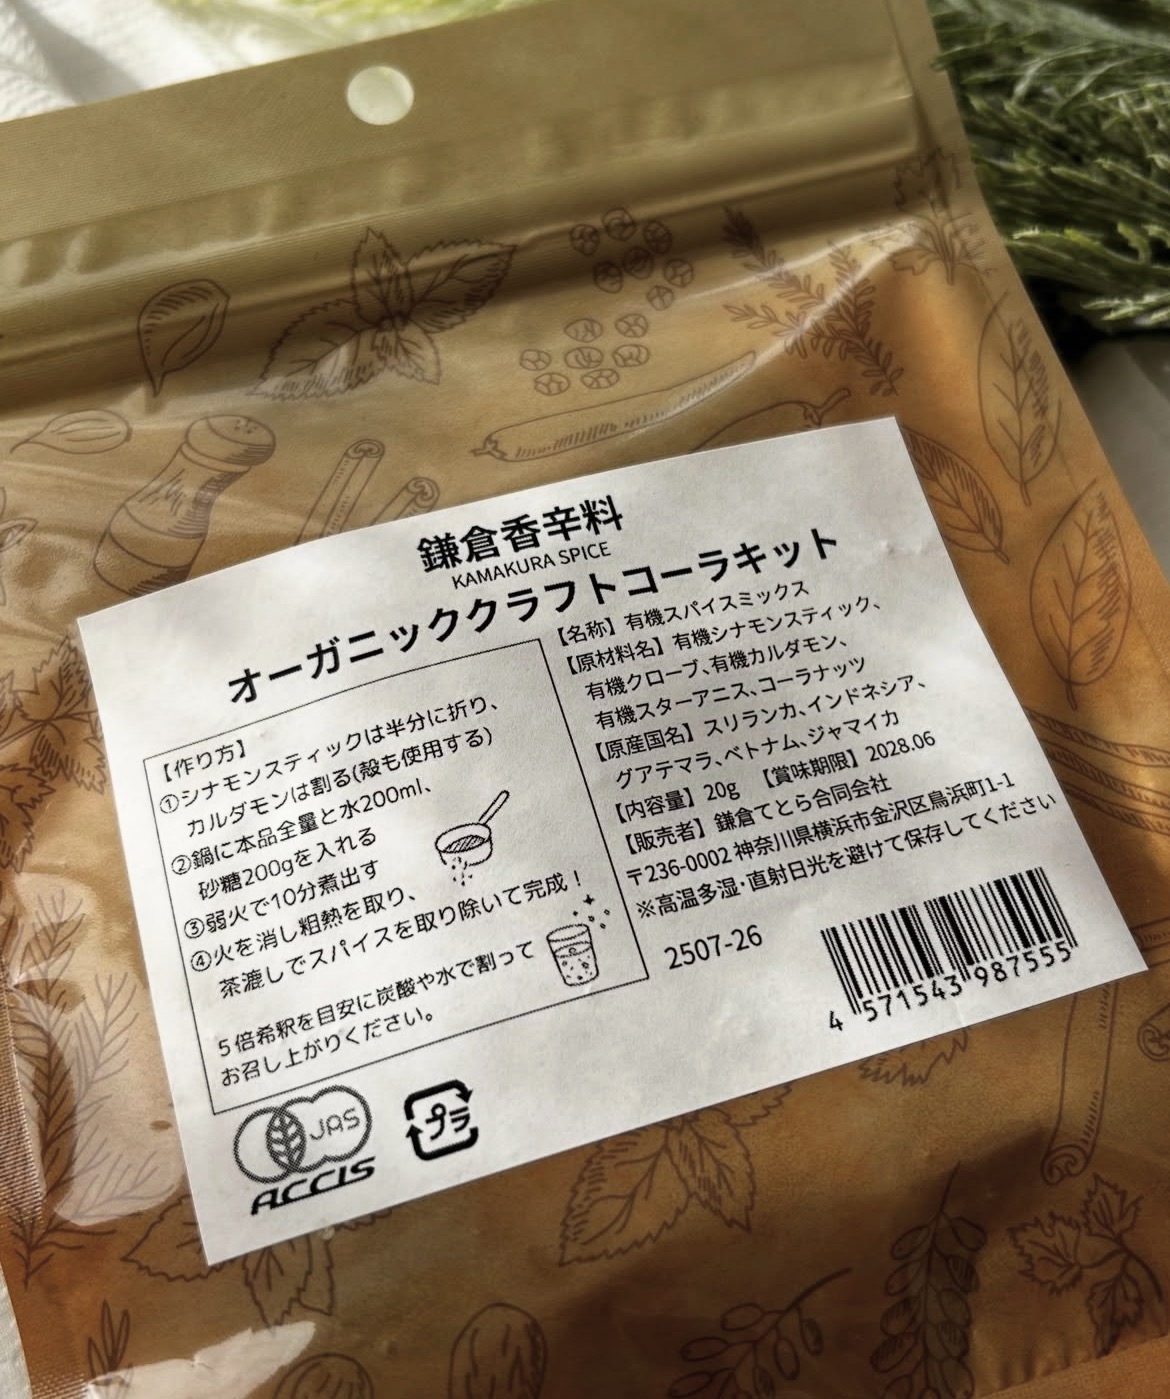 鎌倉香辛料
KAMAKURA SPICE
オーガニッククラフトコーラキット
【作り方】
①シナモンスティックは半分に折り、
カルダモンは割る(殻も使用する)
②鍋に本品全量と水200ml、
砂糖200gを入れる
③弱火で10分煮出す
④火を消し粗熱を取り、
茶漉しでスパイスを取り除いて完成！
５倍希釈を目安に炭酸や水で割って
お召し上がりください。
【名称】有機スパイスミックス
【原材料名】有機シナモンスティック、
有機クローブ、有機カルダモン、
有機スターアニス、コーラナッツ
【原産国名】スリランカ、インドネシア、
グアテマラ、ベトナム、ジャマイカ
【内容量】20g 【賞味期限】2028.06
【販売者】鎌倉てとら合同会社
〒236-0002 神奈川県横浜市金沢区鳥浜町1-1
※高温多湿・直射日光を避けて保存してください
2507-26
4 571543 987555
JAS
ACCIS
プラ